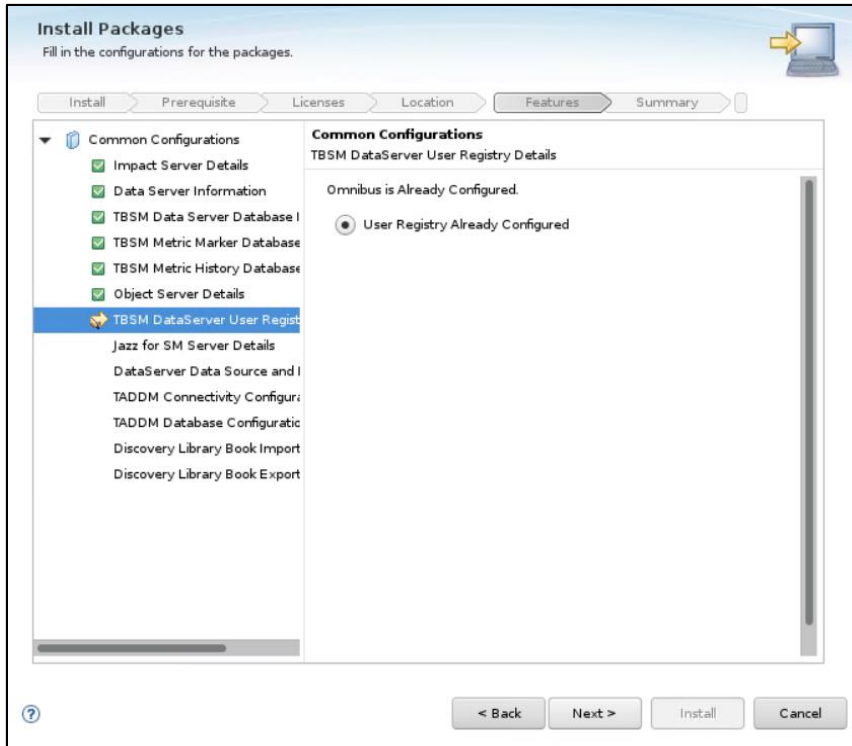 Install Packages
Fill in the configurations for the packages.
Install Prerequisite Licenses Location Features Summary
Common Configurations
Impact Server Details
Data Server Information
TBSM Data Server Database I
TBSM Metric Marker Database
TBSM Metric History Database
Object Server Details
TBSM DataServer User Regist
Jazz for SM Server Details
DataServer Data Source and I
TADDM Connectivity Configura
TADDM Database Configuratic
Discovery Library Book Import
Discovery Library Book Export
Common Configurations
TBSM DataServer User Registry Details
Omnibus is Already Configured.
User Registry Already Configured
?
< Back Next > Install Cancel